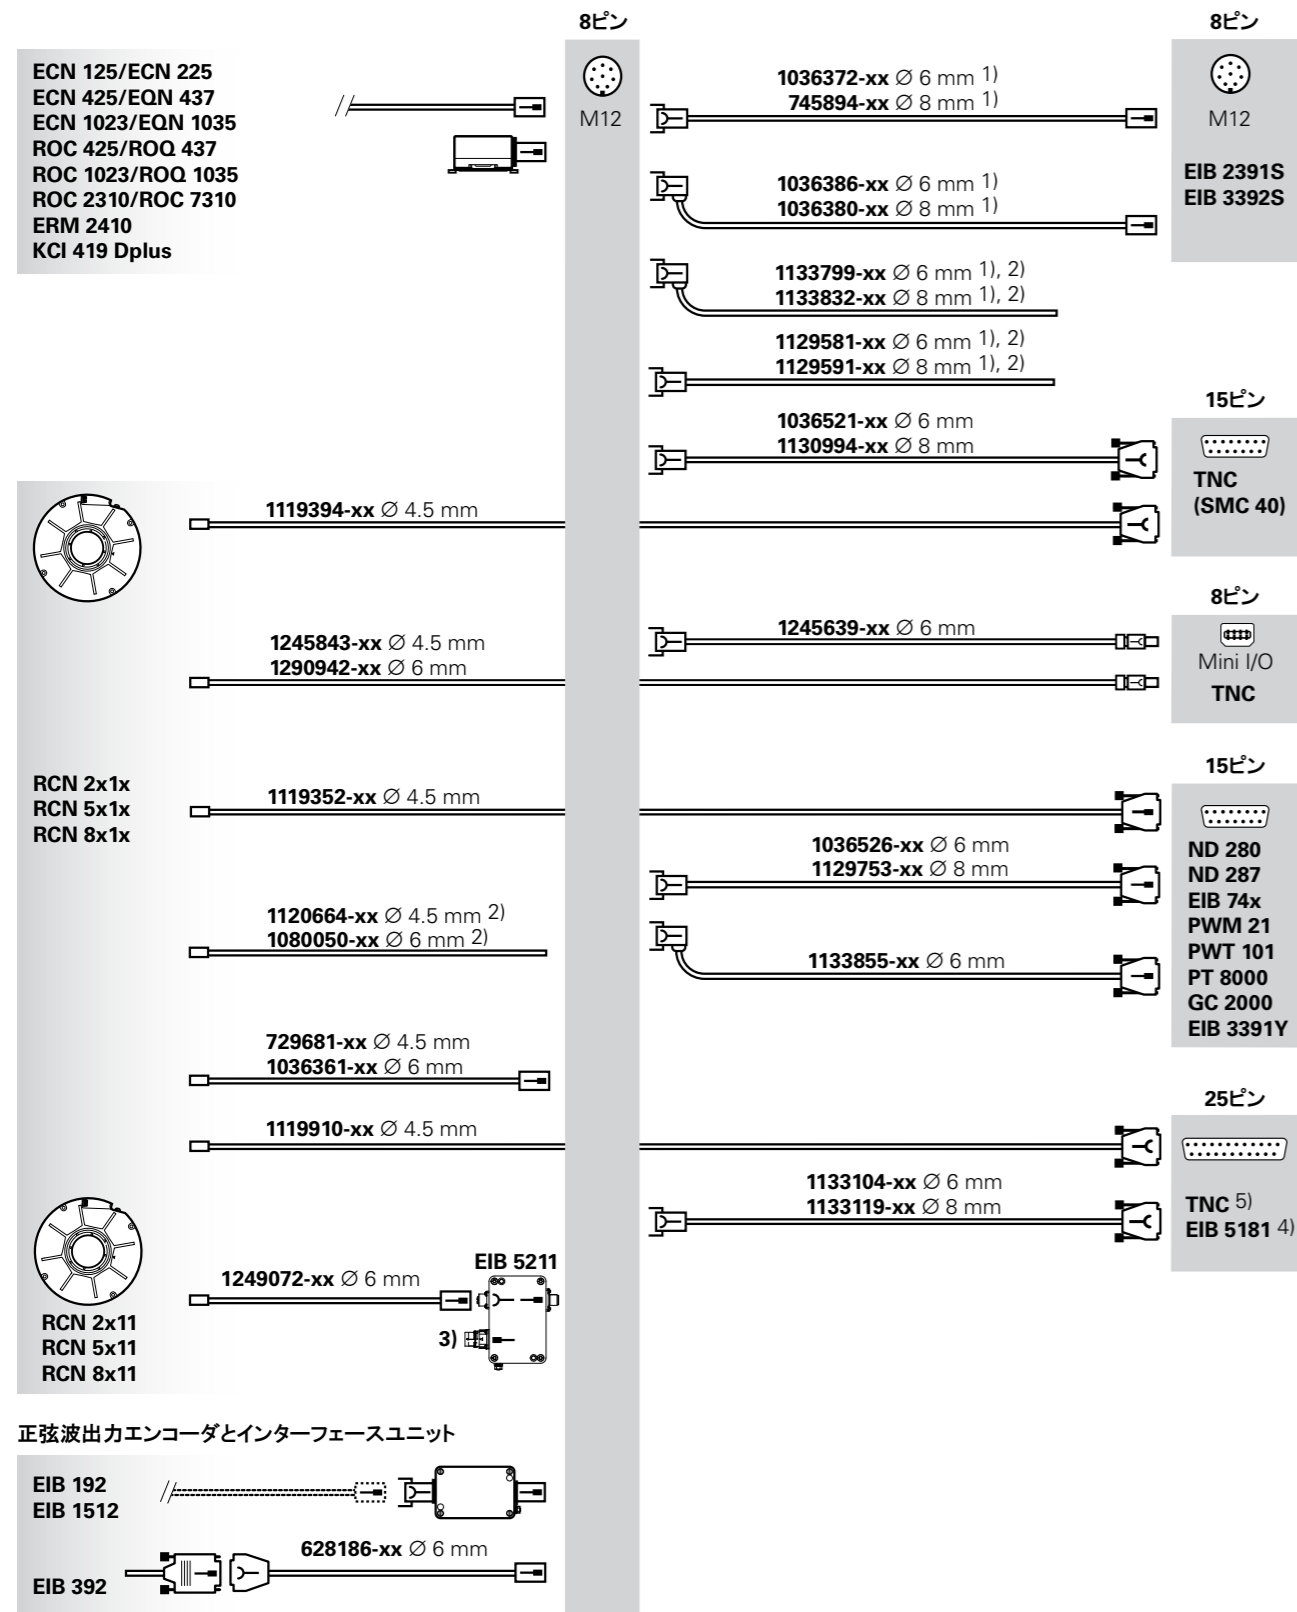 8ピン
8ピン
ECN 125/ECN 225
ECN 425/EQN 437
ECN 1023/EQN 1035
ROC 425/ROQ 437
ROC 1023/ROQ 1035
ROC 2310/ROC 7310
ERM 2410
KCI 419 Dplus
M12
1036372-xx Ø 6 mm 1)
745894-xx Ø 8 mm 1)
M12
EIB 2391S
EIB 3392S
1036386-xx Ø 6 mm 1)
1036380-xx Ø 8 mm 1)
1133799-xx Ø 6 mm 1), 2)
1133832-xx Ø 8 mm 1), 2)
1129581-xx Ø 6 mm 1), 2)
1129591-xx Ø 8 mm 1), 2)
15ピン
1036521-xx Ø 6 mm
1130994-xx Ø 8 mm
TNC
(SMC 40)
1119394-xx Ø 4.5 mm
8ピン
1245843-xx Ø 4.5 mm
1290942-xx Ø 6 mm
1245639-xx Ø 6 mm
Mini I/O
TNC
15ピン
RCN 2x1x
RCN 5x1x
RCN 8x1x
1119352-xx Ø 4.5 mm
1036526-xx Ø 6 mm
1129753-xx Ø 8 mm
ND 280
ND 287
EIB 74x
PWM 21
PWT 101
PT 8000
GC 2000
EIB 3391Y
1120664-xx Ø 4.5 mm 2)
1080050-xx Ø 6 mm 2)
1133855-xx Ø 6 mm
729681-xx Ø 4.5 mm
1036361-xx Ø 6 mm
25ピン
1119910-xx Ø 4.5 mm
1133104-xx Ø 6 mm
1133119-xx Ø 8 mm
TNC 5)
EIB 5181 4)
EIB 5211
1249072-xx Ø 6 mm
3)
RCN 2x11
RCN 5x11
RCN 8x11
正弦波出力エンコーダとインターフェースユニット
EIB 192
EIB 1512
628186-xx Ø 6 mm
EIB 392